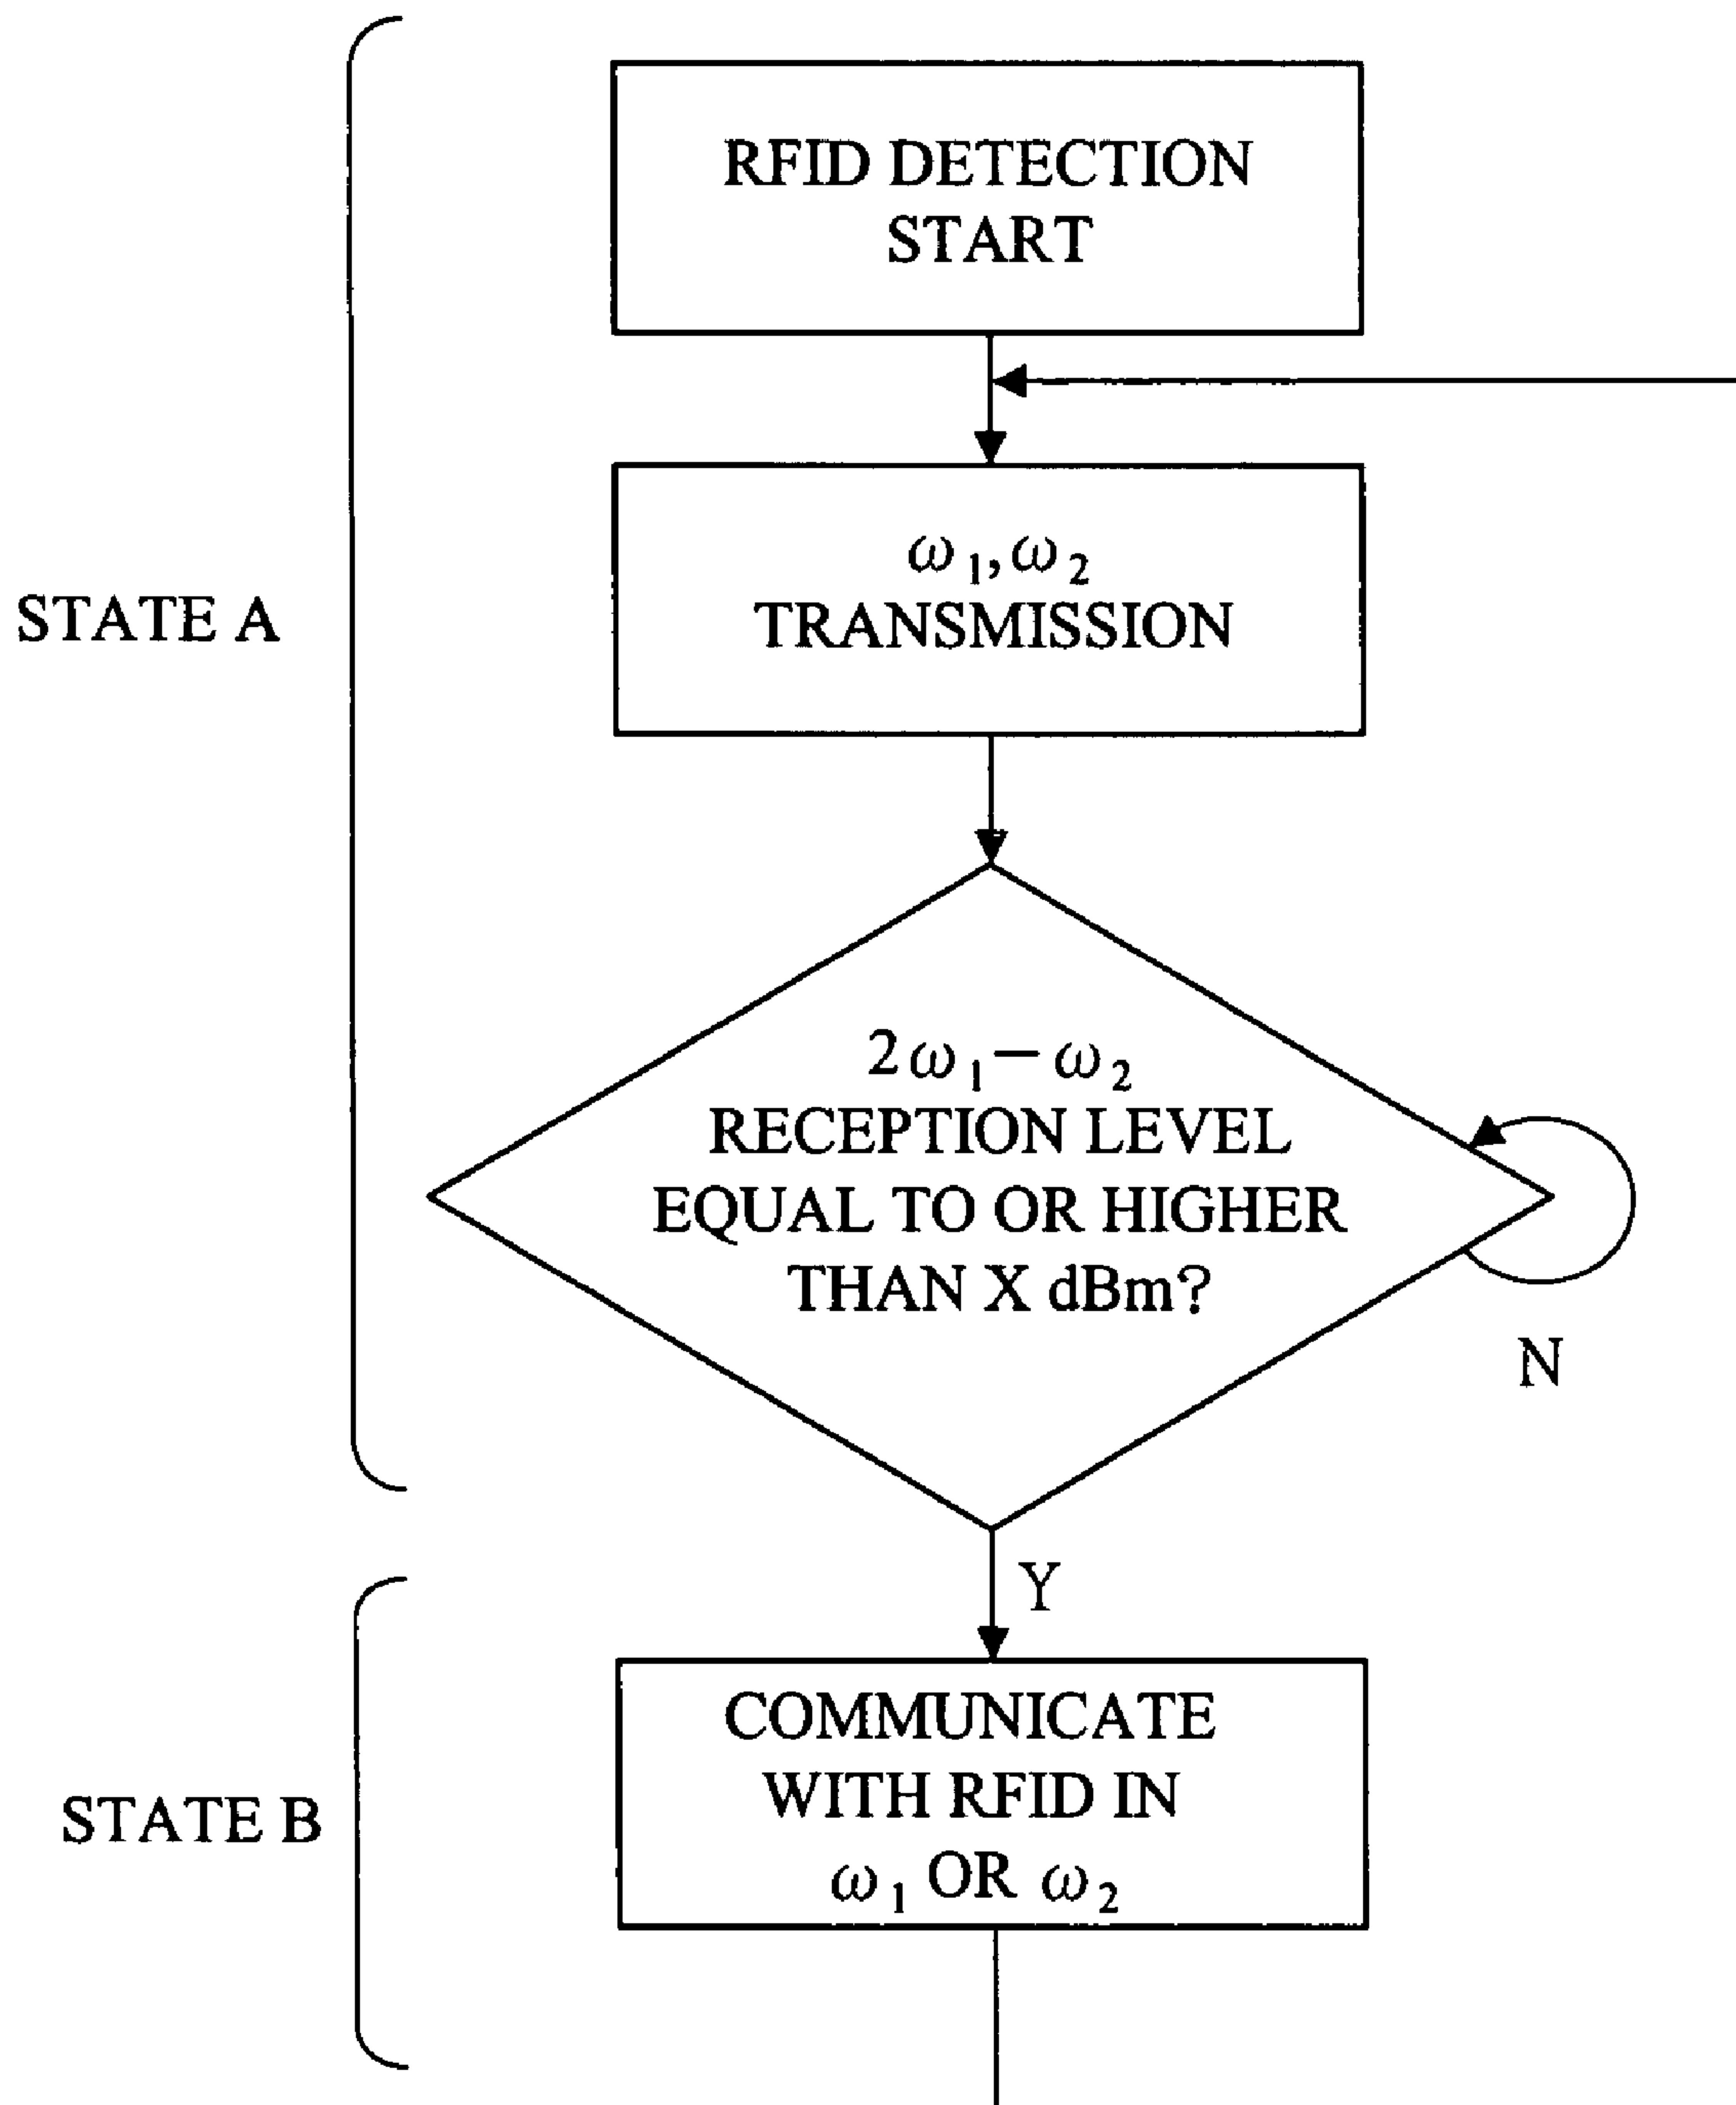 RFID DETECTION
START
STATE A
ω₁, ω₂
TRANSMISSION
2ω₁−ω₂
RECEPTION LEVEL
EQUAL TO OR HIGHER
THAN X dBm?
N
Y
STATE B
COMMUNICATE
WITH RFID IN
ω₁ OR ω₂